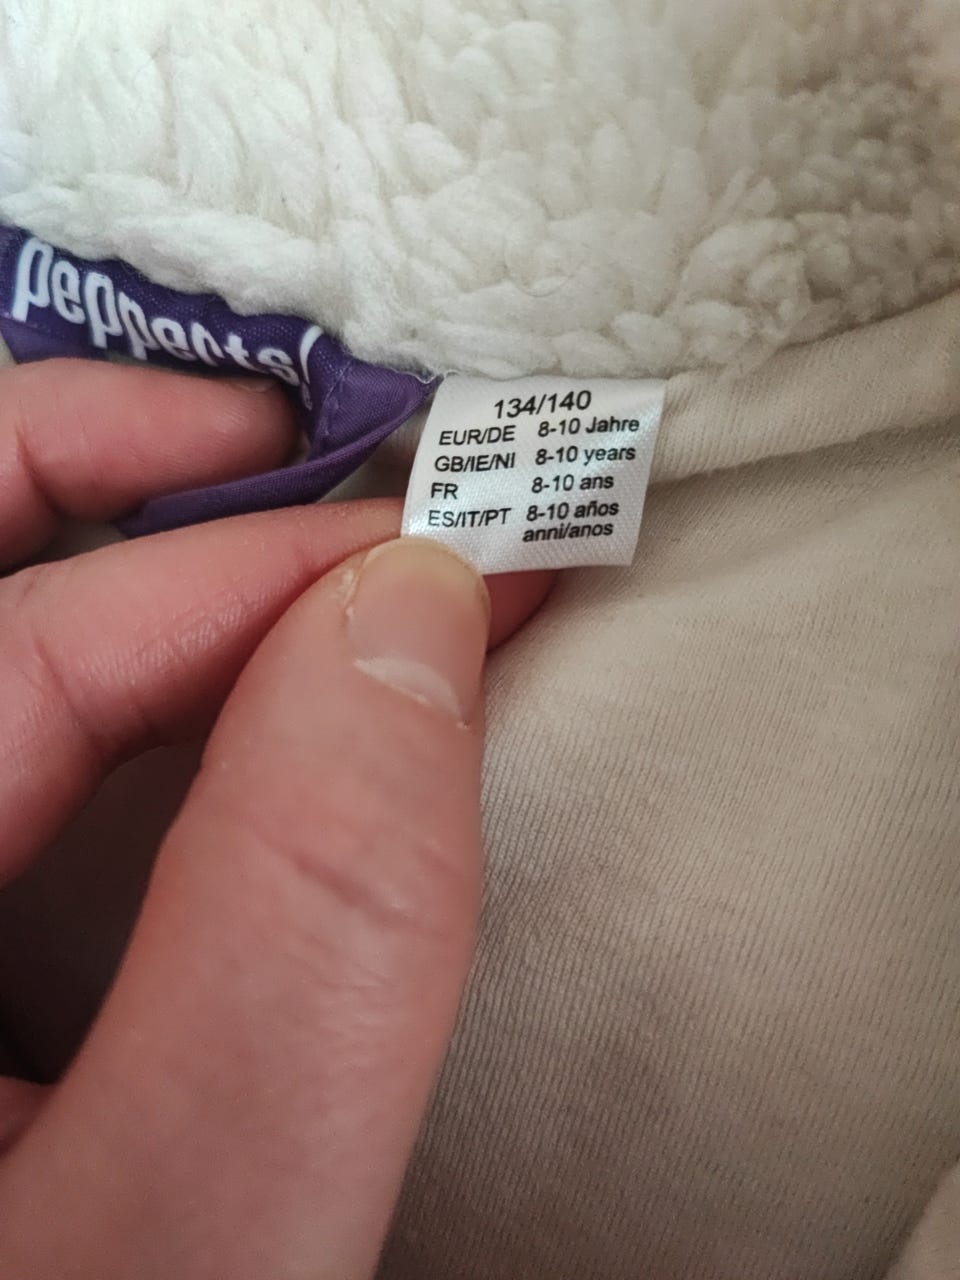 pepperts!
134/140
EUR/DE 8-10 Jahre
GB/IE/NI 8-10 years
FR 8-10 ans
ES/IT/PT 8-10 años
anni/anos